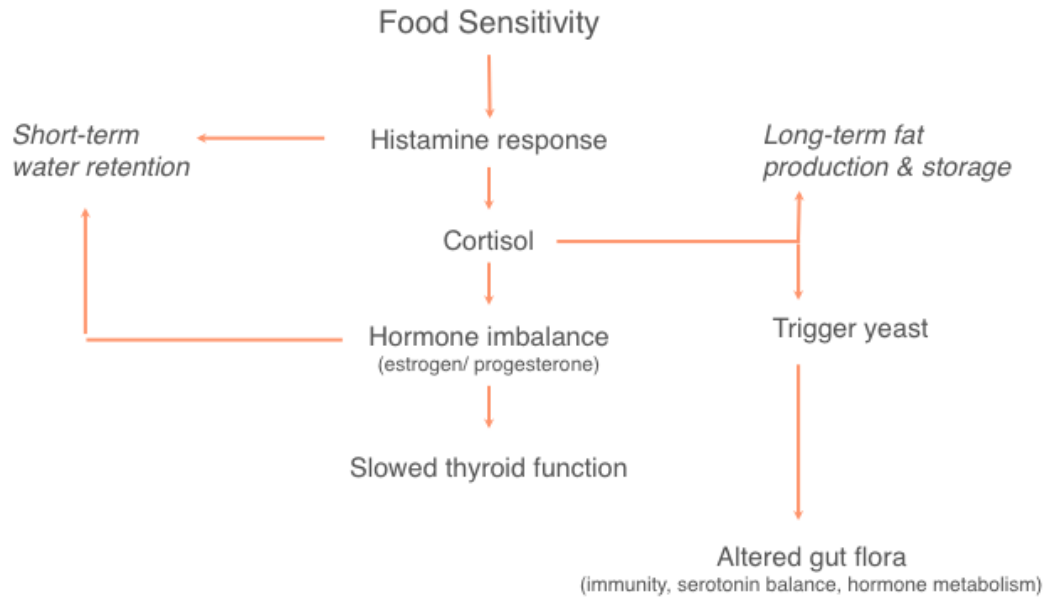 Food Sensitivity
Short-term
water retention
Histamine response
Long-term fat
production & storage
Cortisol
Hormone imbalance
(estrogen/ progesterone)
Trigger yeast
Slowed thyroid function
Altered gut flora
(immunity, serotonin balance, hormone metabolism)